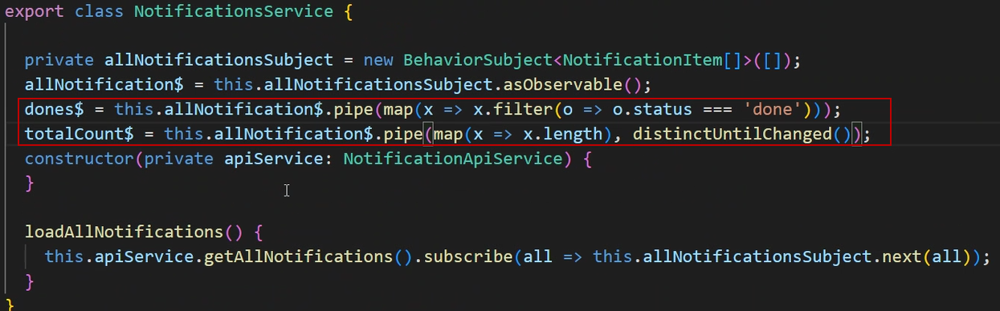 export class NotificationsService {
private allNotificationsSubject = new BehaviorSubject<NotificationItem[]>([]);
allNotification$ = this.allNotificationsSubject.asObservable();
dones$ = this.allNotification$.pipe(map(x => x.filter(o => o.status === 'done')));
totalCount$ = this.allNotification$.pipe(map(x => x.length), distinctUntilChanged());
constructor(private apiService: NotificationApiService) {
}
loadAllNotifications() {
this.apiService.getAllNotifications().subscribe(all => this.allNotificationsSubject.next(all));
}
}